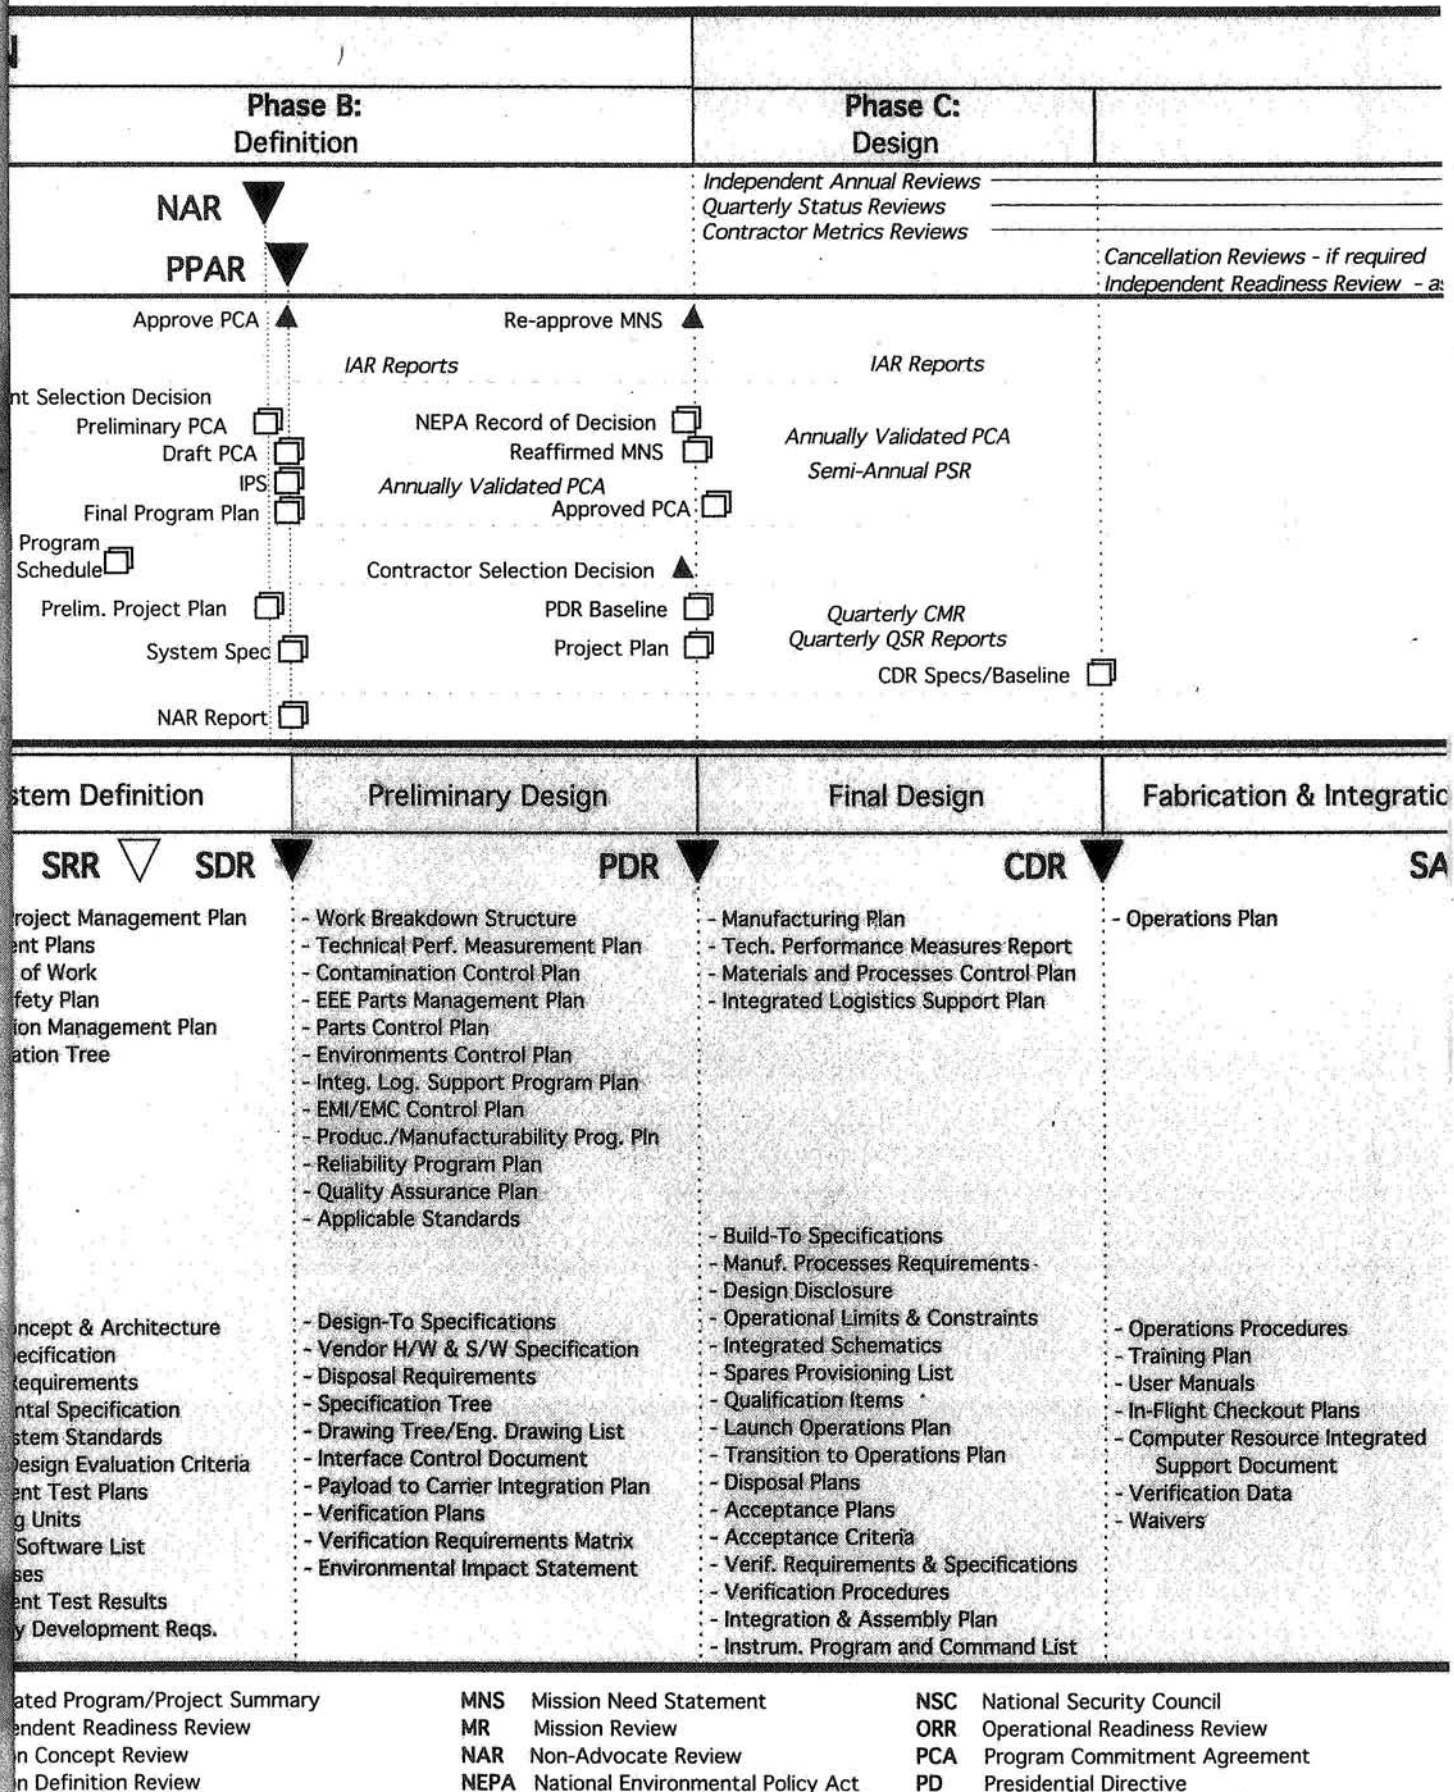 Phase B:
Definition
Phase C:
Design
NAR
PPAR
Independent Annual Reviews
Quarterly Status Reviews
Contractor Metrics Reviews
Cancellation Reviews - if required
Independent Readiness Review - as
Approve PCA
Re-approve MNS
IAR Reports
IAR Reports
nt Selection Decision
Preliminary PCA
Draft PCA
IPS
Final Program Plan
NEPA Record of Decision
Reaffirmed MNS
Annually Validated PCA
Approved PCA
Annually Validated PCA
Semi-Annual PSR
Program
Schedule
Contractor Selection Decision
Prelim. Project Plan
PDR Baseline
Quarterly CMR
Quarterly QSR Reports
System Spec
Project Plan
CDR Specs/Baseline
NAR Report
stem Definition
Preliminary Design
Final Design
Fabrication & Integratio
SRR
SDR
PDR
CDR
SA
roject Management Plan
ent Plans
of Work
fety Plan
ion Management Plan
ation Tree
oncept & Architecture
ecification
equirements
ntal Specification
stem Standards
Design Evaluation Criteria
ent Test Plans
g Units
Software List
ses
ent Test Results
y Development Reqs.
- Work Breakdown Structure
- Technical Perf. Measurement Plan
- Contamination Control Plan
- EEE Parts Management Plan
- Parts Control Plan
- Environments Control Plan
- Integ. Log. Support Program Plan
- EMI/EMC Control Plan
- Produc./Manufacturability Prog. Pln
- Reliability Program Plan
- Quality Assurance Plan
- Applicable Standards
- Design-To Specifications
- Vendor H/W & S/W Specification
- Disposal Requirements
- Specification Tree
- Drawing Tree/Eng. Drawing List
- Interface Control Document
- Payload to Carrier Integration Plan
- Verification Plans
- Verification Requirements Matrix
- Environmental Impact Statement
- Manufacturing Plan
- Tech. Performance Measures Report
- Materials and Processes Control Plan
- Integrated Logistics Support Plan
- Build-To Specifications
- Manuf. Processes Requirements
- Design Disclosure
- Operational Limits & Constraints
- Integrated Schematics
- Spares Provisioning List
- Qualification Items
- Launch Operations Plan
- Transition to Operations Plan
- Disposal Plans
- Acceptance Plans
- Acceptance Criteria
- Verif. Requirements & Specifications
- Verification Procedures
- Integration & Assembly Plan
- Instrum. Program and Command List
- Operations Plan
- Operations Procedures
- Training Plan
- User Manuals
- In-Flight Checkout Plans
- Computer Resource Integrated
Support Document
- Verification Data
- Waivers
ated Program/Project Summary
endent Readiness Review
n Concept Review
n Definition Review
MNS Mission Need Statement
MR Mission Review
NAR Non-Advocate Review
NEPA National Environmental Policy Act
NSC National Security Council
ORR Operational Readiness Review
PCA Program Commitment Agreement
PD Presidential Directive